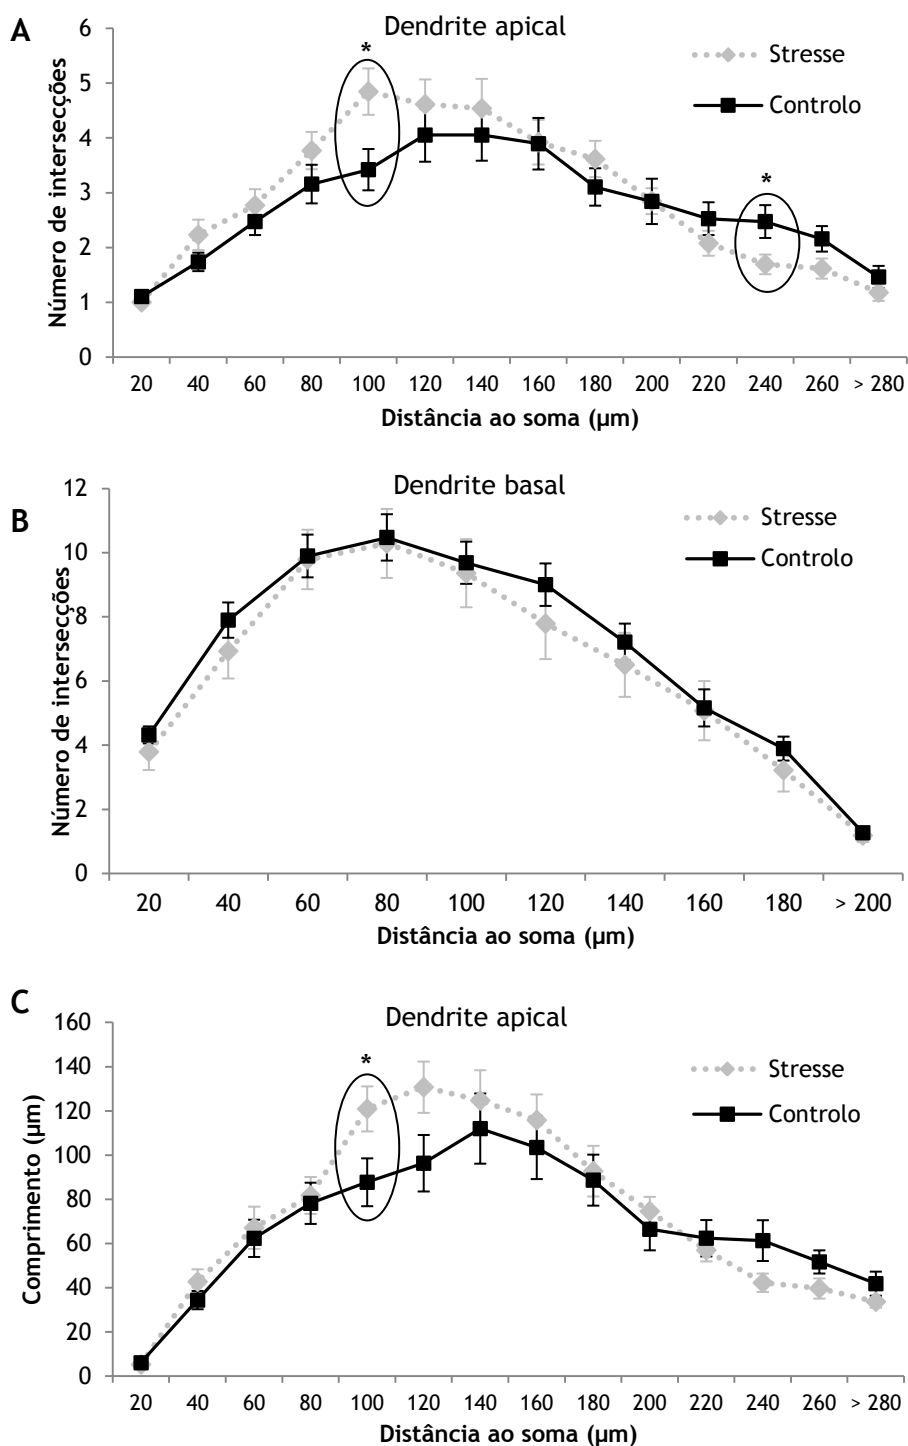 A
Dendrite apical
Número de intersecções
6
5
4
3
2
1
0
*
*
Stresse
Controlo
20 40 60 80 100 120 140 160 180 200 220 240 260 > 280
Distância ao soma (µm)
B
Dendrite basal
Número de intersecções
12
10
8
6
4
2
0
Stresse
Controlo
20 40 60 80 100 120 140 160 180 > 200
Distância ao soma (µm)
C
Dendrite apical
Comprimento (µm)
160
140
120
100
80
60
40
20
0
*
Stresse
Controlo
20 40 60 80 100 120 140 160 180 200 220 240 260 > 280
Distância ao soma (µm)